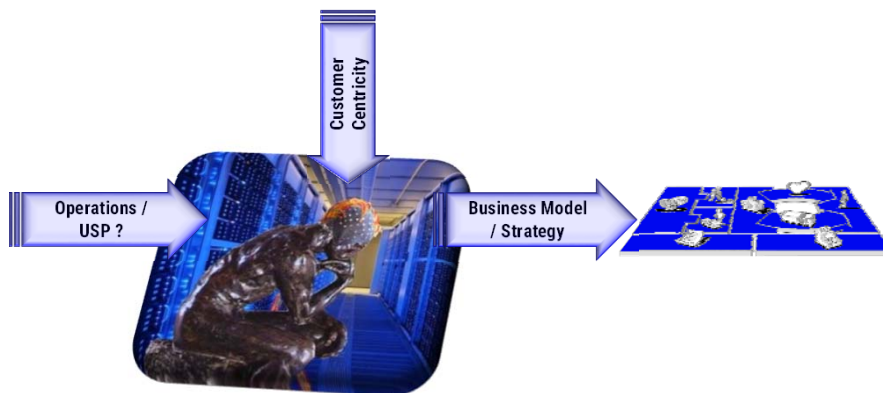 Customer
Centricity
Operations /
USP ?
Business Model
/ Strategy